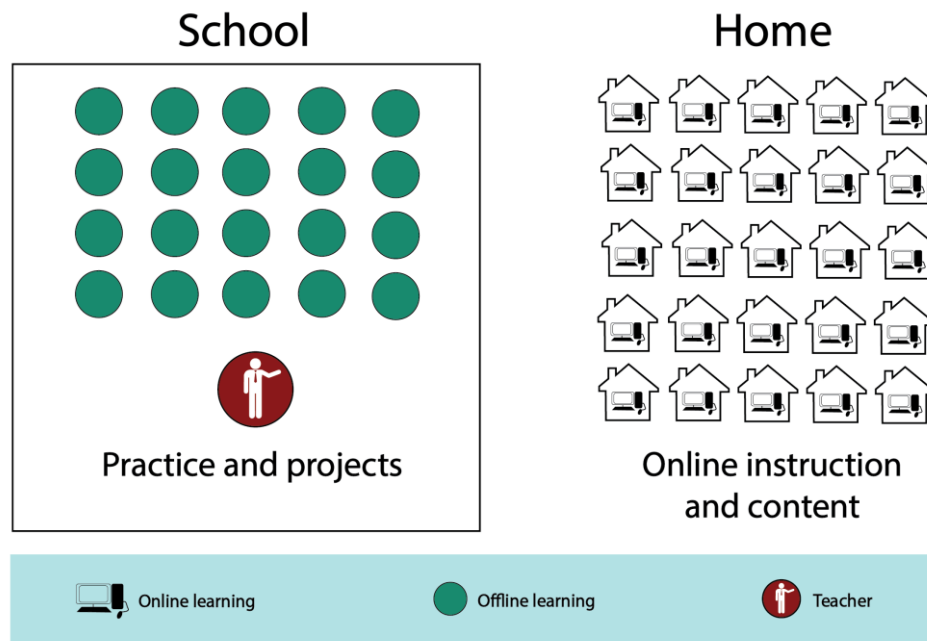 School
Home
Practice and projects
Online instruction
and content
Online learning
Offline learning
Teacher